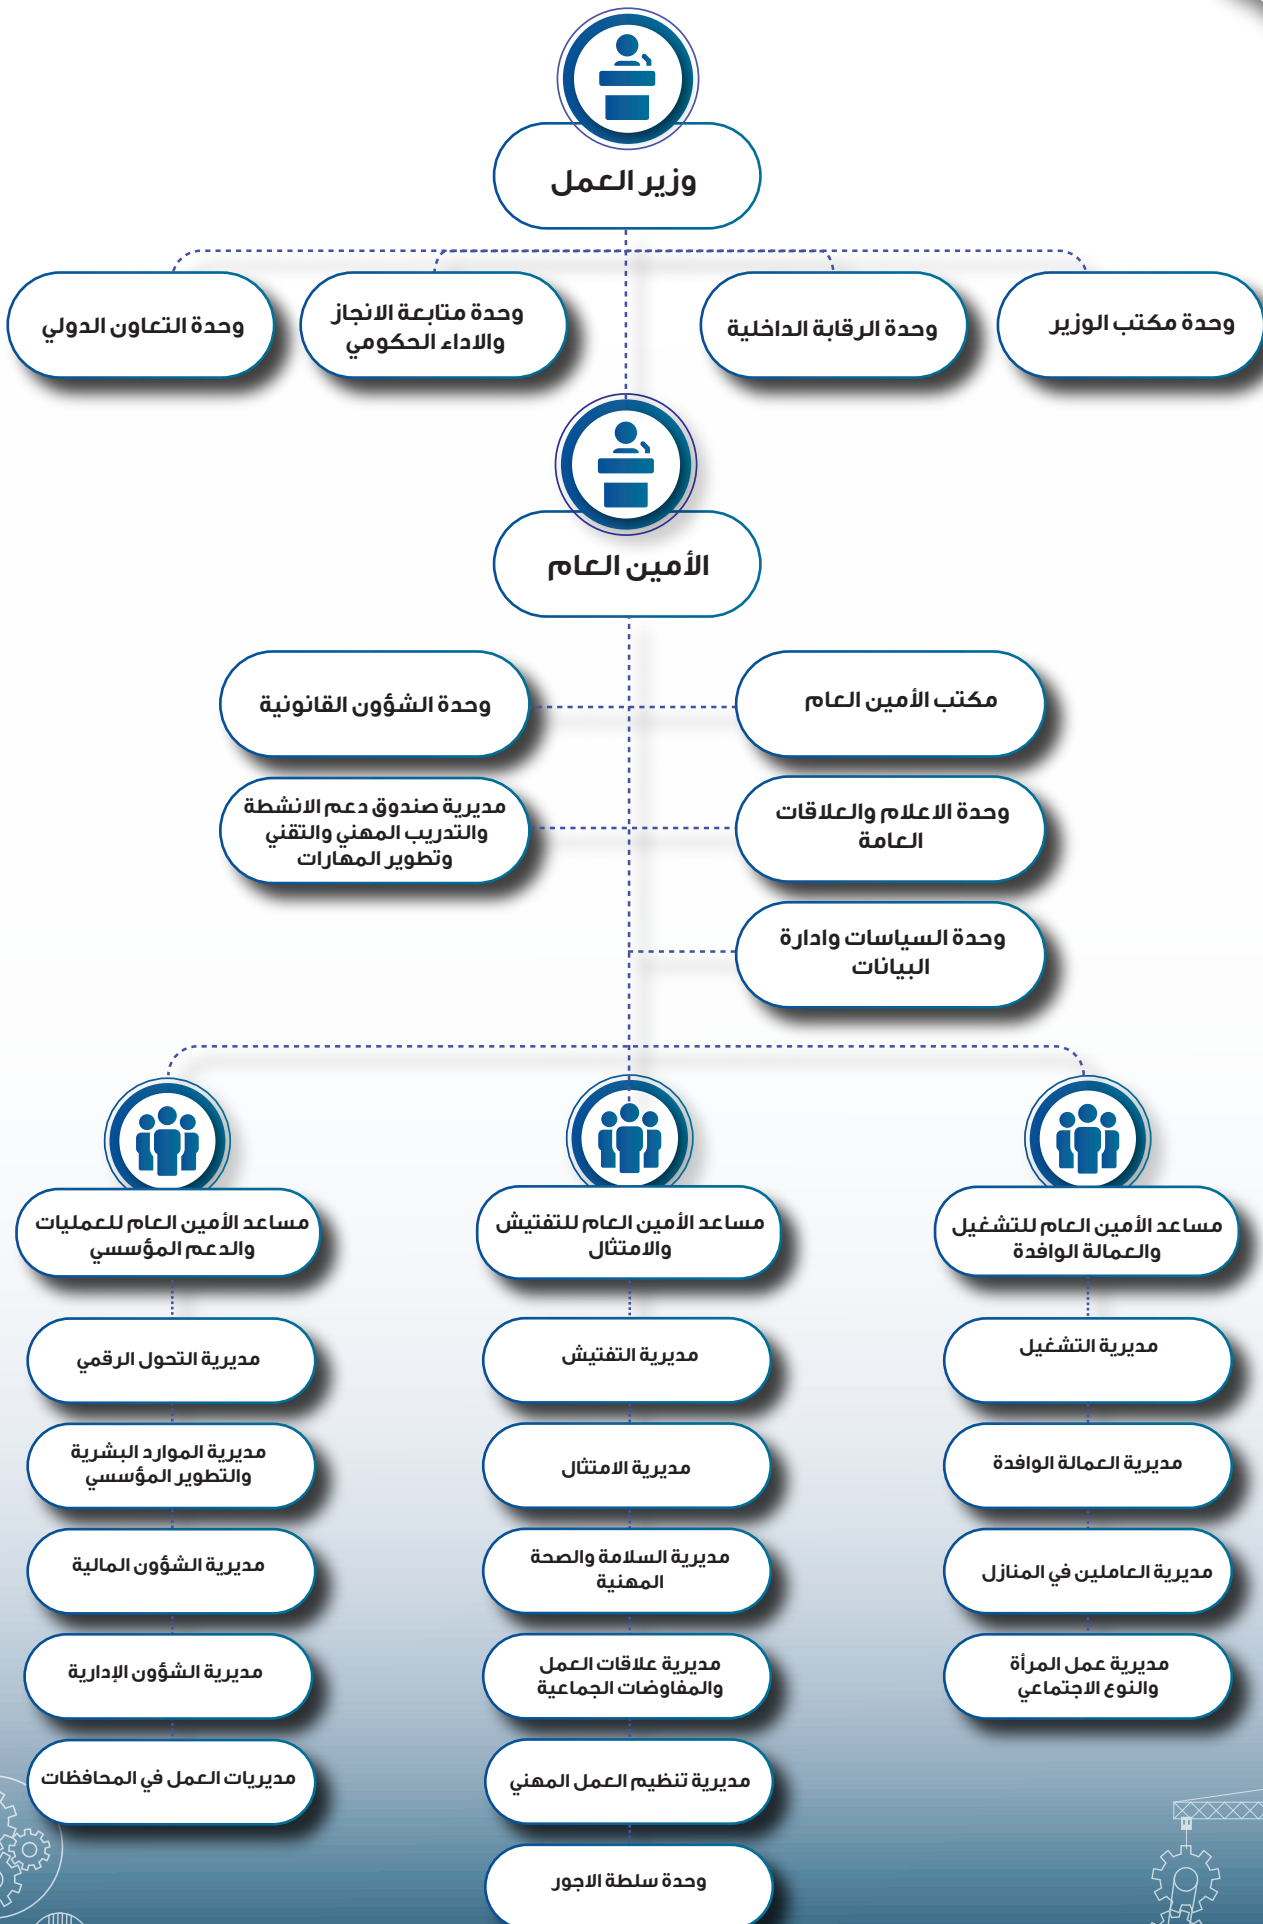 وزير العمل
وحدة مكتب الوزير
وحدة الرقابة الداخلية
وحدة متابعة الانجاز
والاداء الحكومي
وحدة التعاون الدولي
الأمين العام
مكتب الأمين العام
وحدة الشؤون القانونية
وحدة الاعلام والعلاقات
العامة
مديرية صندوق دعم الانشطة
والتدريب المهني والتقني
وتطوير المهارات
وحدة السياسات وادارة
البيانات
مساعد الأمين العام للتشغيل
والعمالة الوافدة
مديرية التشغيل
مديرية العمالة الوافدة
مديرية العاملين في المنازل
مديرية عمل المرأة
والنوع الاجتماعي
مساعد الأمين العام للتفتيش
والامتثال
مديرية التفتيش
مديرية الامتثال
مديرية السلامة والصحة
المهنية
مديرية علاقات العمل
والمفاوضات الجماعية
مديرية تنظيم العمل المهني
وحدة سلطة الاجور
مساعد الأمين العام للعمليات
والدعم المؤسسي
مديرية التحول الرقمي
مديرية الموارد البشرية
والتطوير المؤسسي
مديرية الشؤون المالية
مديرية الشؤون الإدارية
مديريات العمل في المحافظات